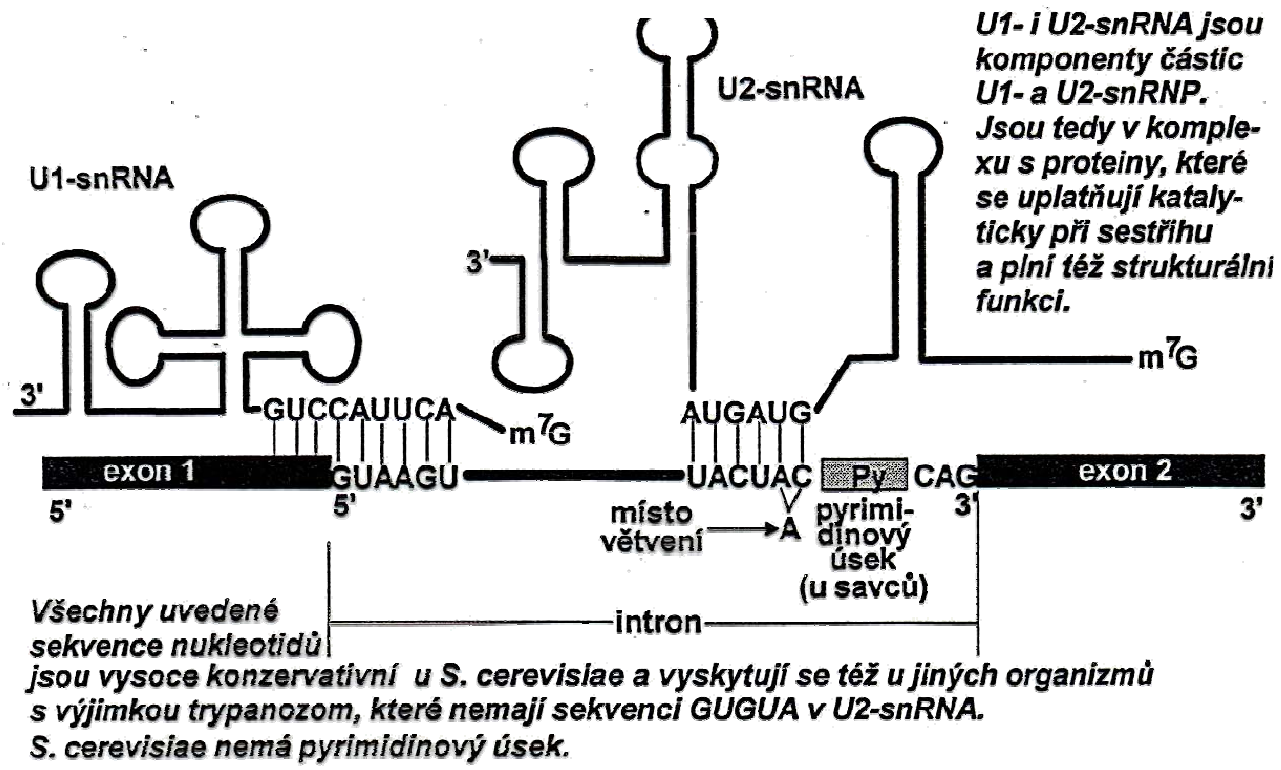 U1- i U2-snRNA jsou
komponenty částic
U1- a U2-snRNP.
Jsou tedy v komple-
xu s proteiny, které
se uplatňují kataly-
ticky při sestřihu
a plní též strukturální
funkci.
U2-snRNA
U1-snRNA
3'
m⁷G
3'
GUCCAUUCA
m⁷G
AUGAUG
exon 1
GUAAGU
UACUAC
Py
CAG
exon 2
5'
5'
3'
3'
místo
větvení
A
pyrimi-
dinový
úsek
(u savců)
intron
Všechny uvedené
sekvence nukleotidů
jsou vysoce konzervativní u S. cerevisiae a vyskytují se též u jiných organizmů
s výjimkou trypanozom, které nemají sekvenci GUGUA v U2-snRNA.
S. cerevisiae nemá pyrimidinový úsek.